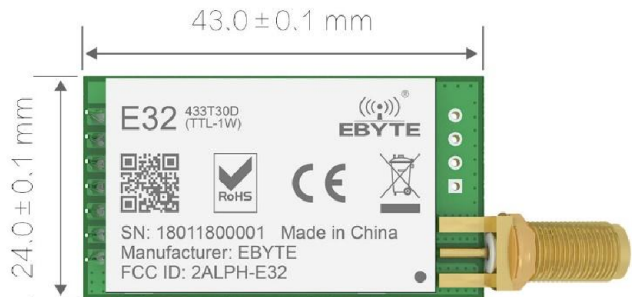 43.0±0.1 mm
24.0±0.1 mm
E32 433T30D
(TTL-1W)
®
EBYTE
RoHS
CE
SN: 18011800001 Made in China
Manufacturer: EBYTE
FCC ID: 2ALPH-E32